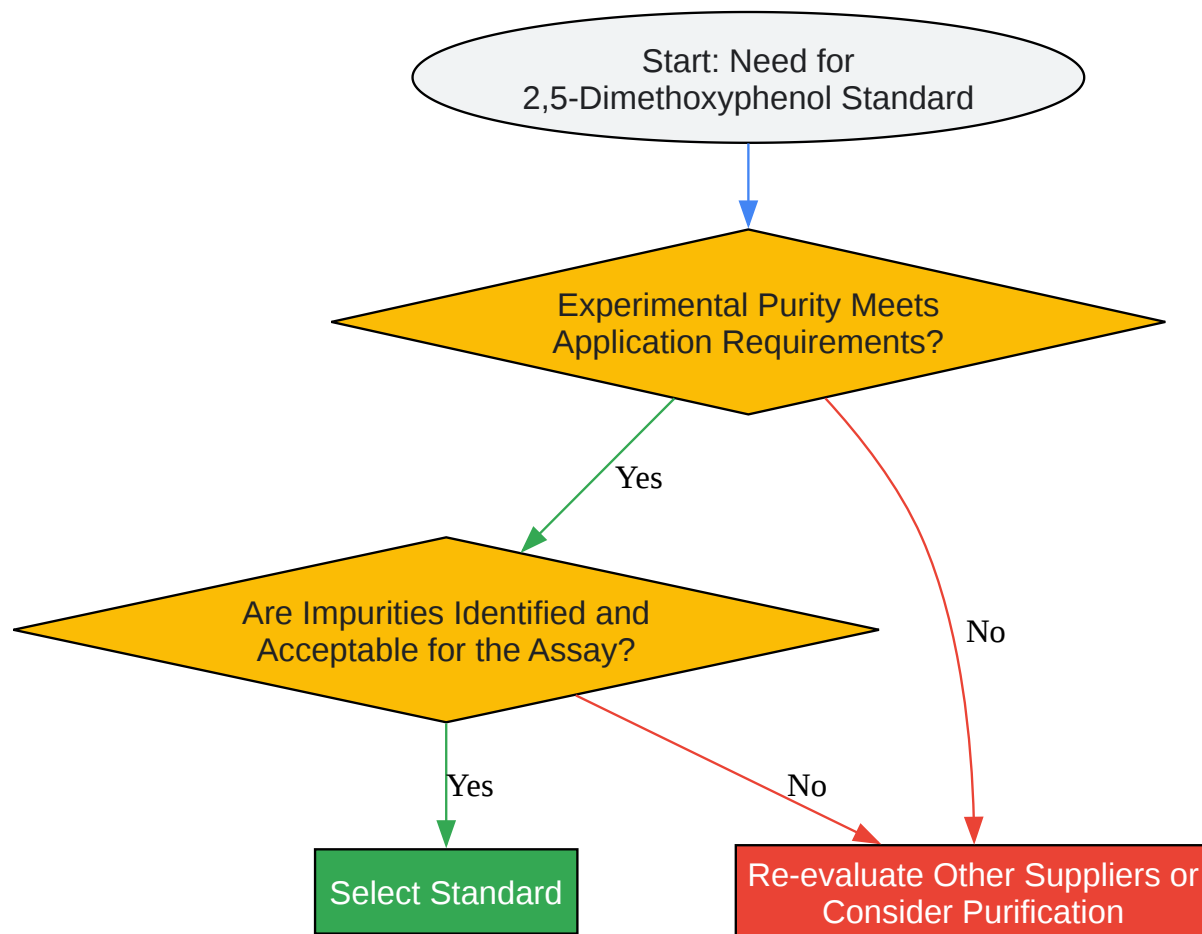 Start: Need for
2,5-Dimethoxyphenol Standard
Experimental Purity Meets
Application Requirements?
Yes
Are Impurities Identified and
Acceptable for the Assay?
No
Yes
No
Select Standard
Re-evaluate Other Suppliers or
Consider Purification